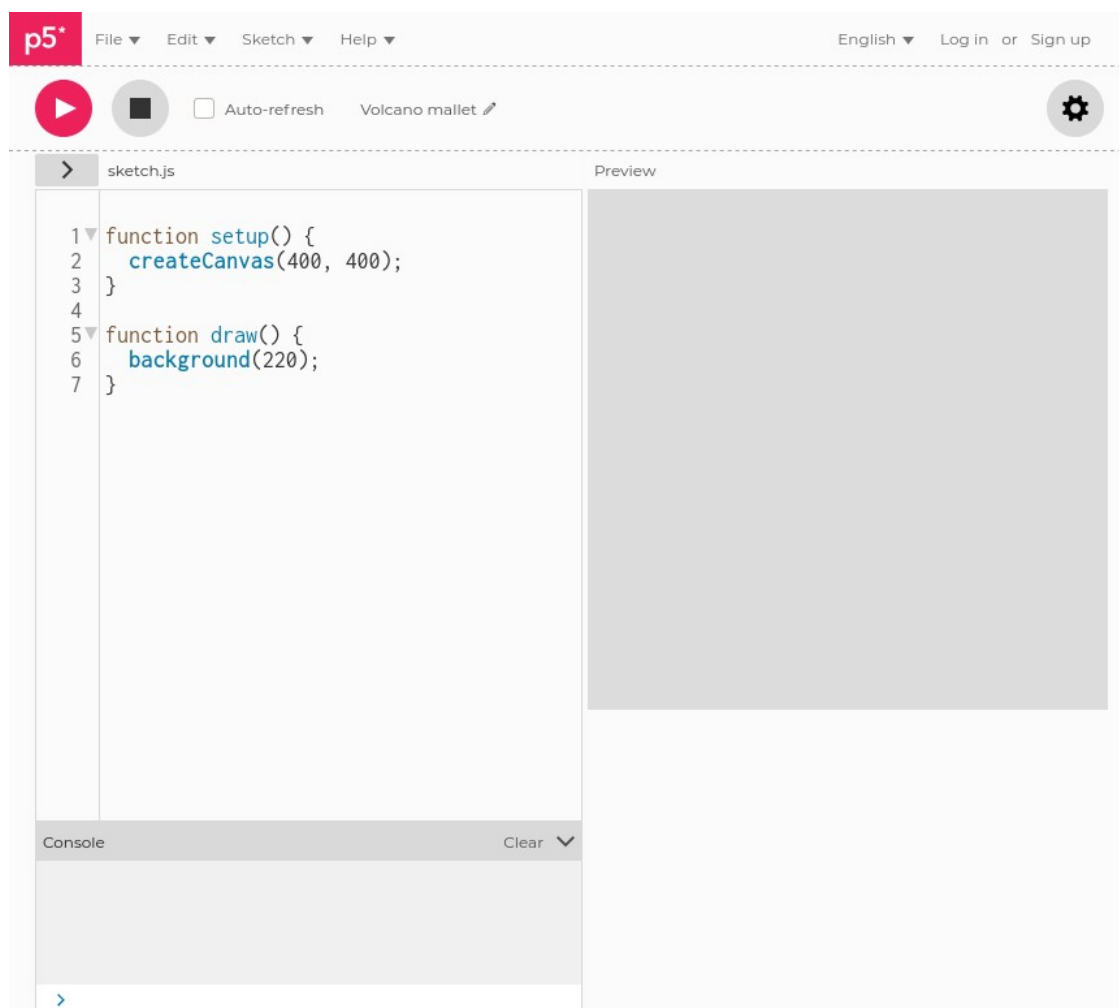 p5* File Edit Sketch Help English Log in or Sign up
Auto-refresh Volcano mallet
sketch.js Preview
1 function setup() {
2   createCanvas(400, 400);
3 }
4
5 function draw() {
6   background(220);
7 }
Console Clear
>